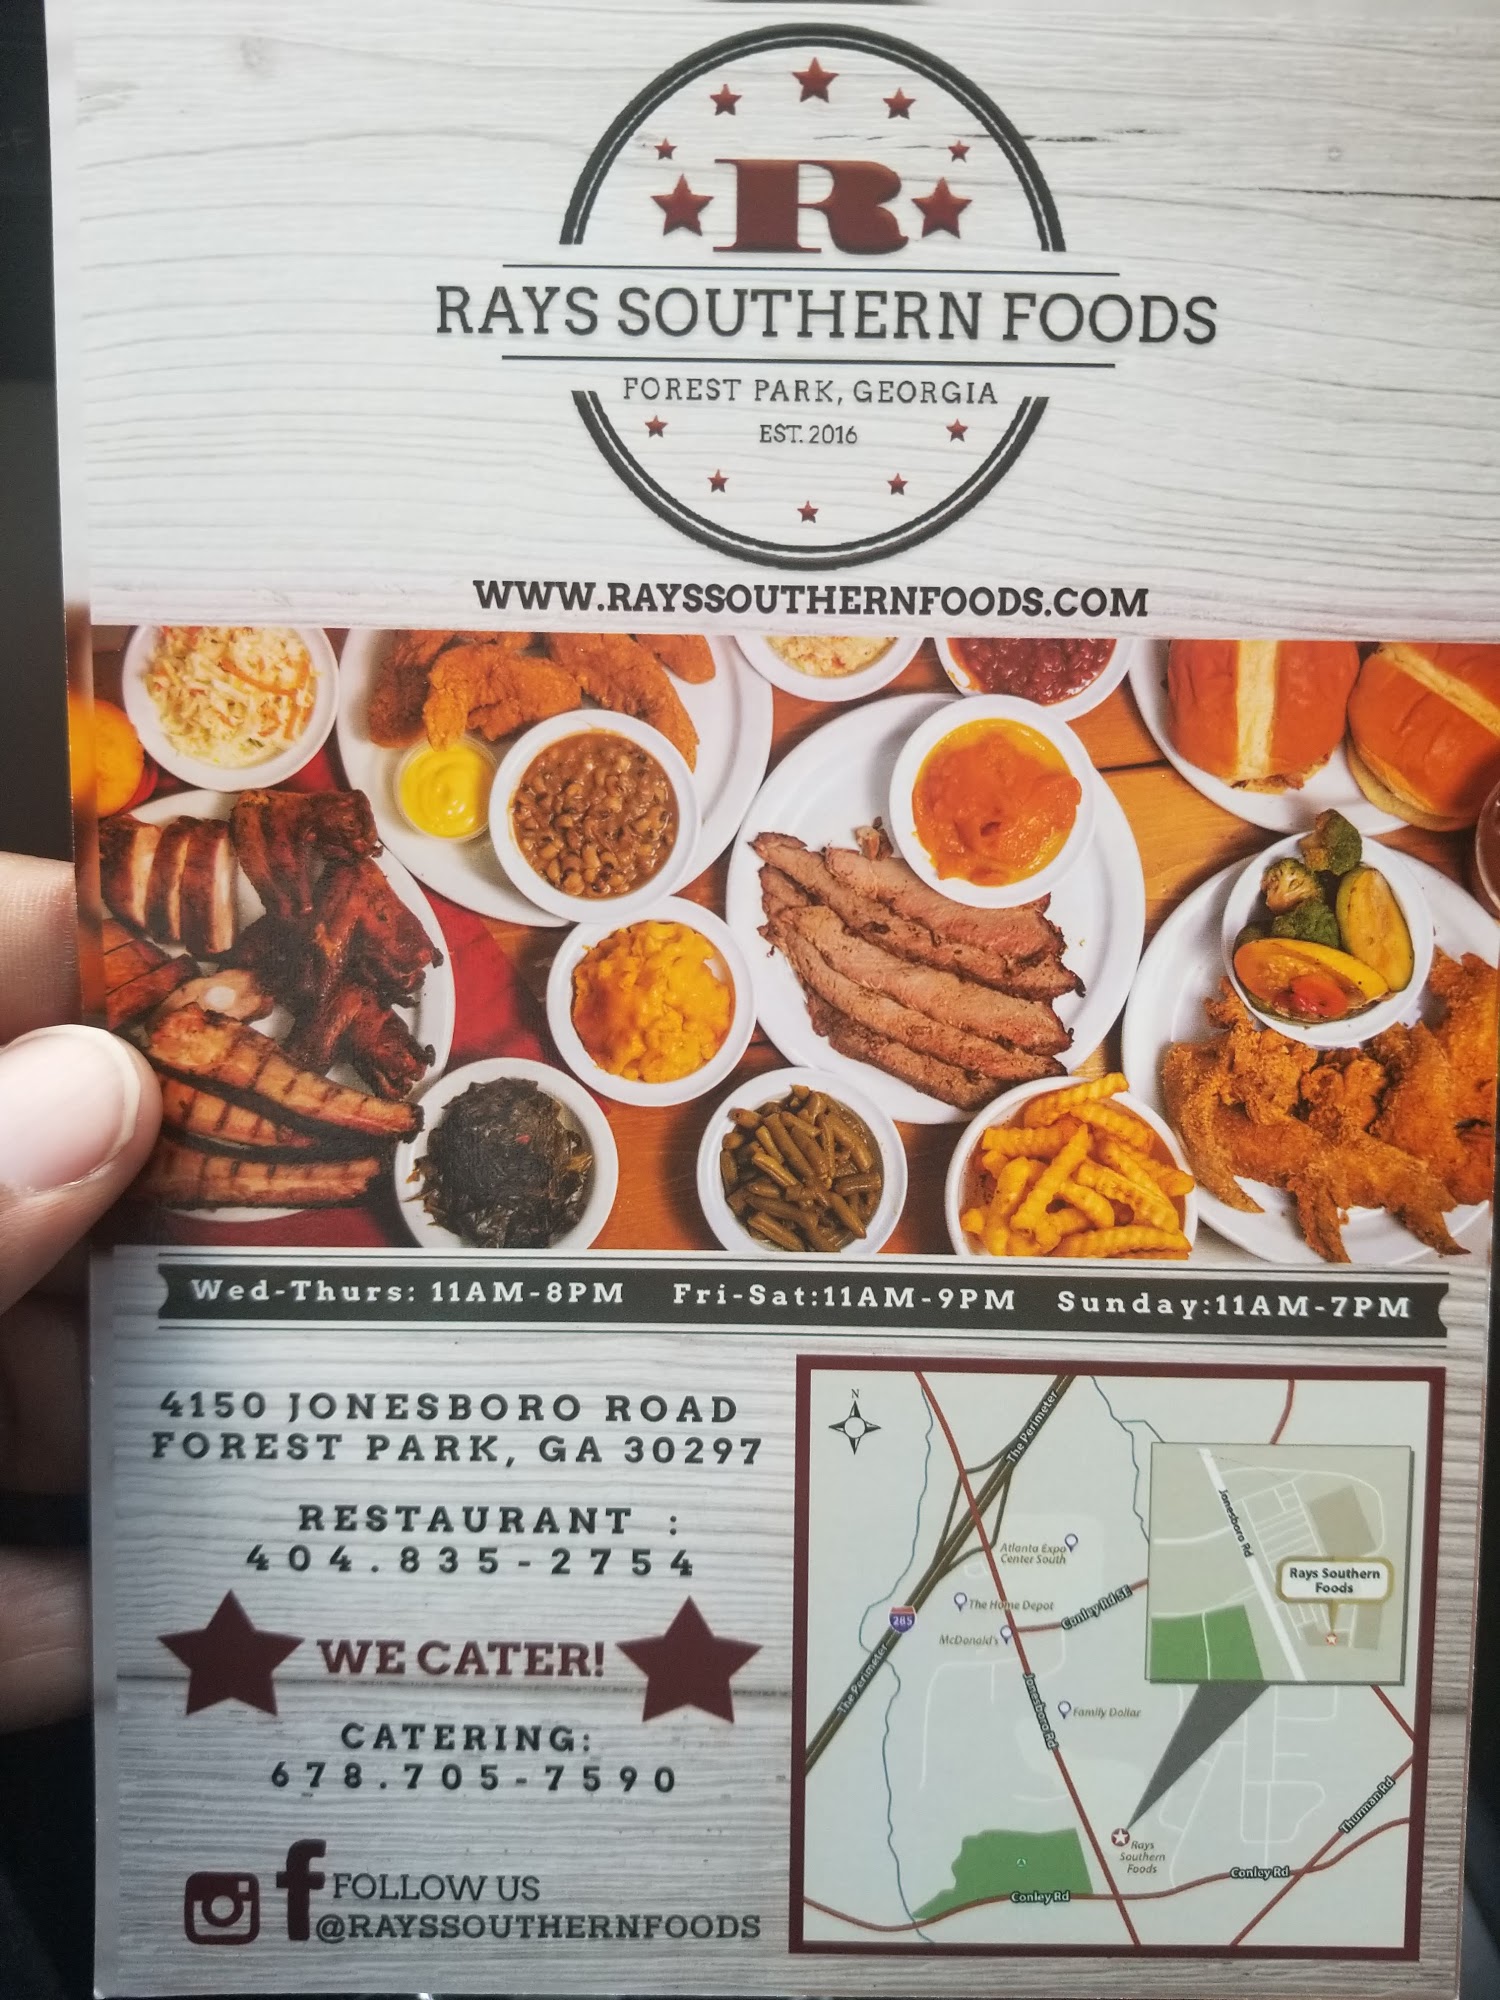 R
RAYS SOUTHERN FOODS
FOREST PARK, GEORGIA
EST. 2016
WWW.RAYSSOUTHERNFOODS.COM
Wed-Thurs: 11AM-8PM Fri-Sat:11AM-9PM Sunday:11AM-7PM
4150 JONESBORO ROAD
FOREST PARK, GA 30297
RESTAURANT :
404.835-2754
WE CATER!
CATERING:
678.705-7590
f FOLLOW US
@RAYSSOUTHERNFOODS
N
The Perimeter
Jonesboro Rd
Rays Southern
Foods
Atlanta Expo
Center South
The Home Depot
Conley Rd SE
285
McDonald's
The Perimeter
Jonesboro Rd
Family Dollar
Thurman Rd
Rays
Southern
Foods
Conley Rd
Conley Rd